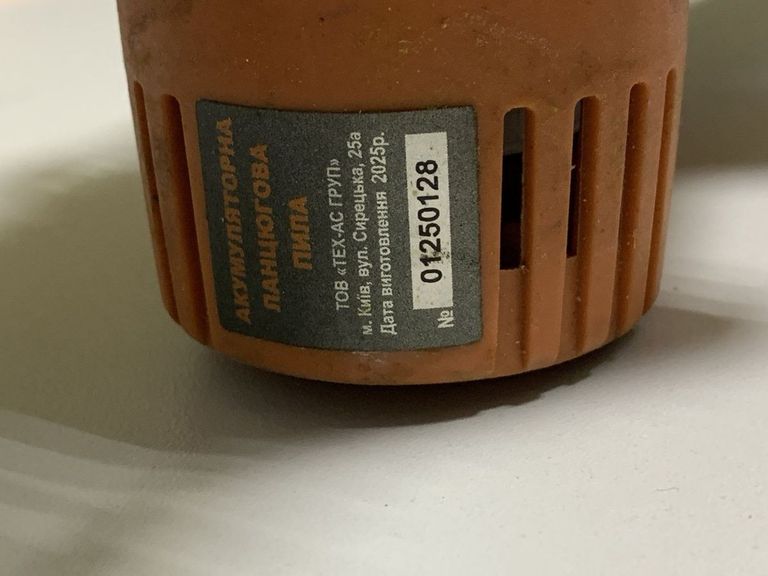 АКУМУЛЯТОРНА
ЛАНЦЮГОВА
ПИЛА
ТОВ «ТЕХ-АС ГРУП»
м. Київ, вул. Сирецька, 25а
Дата виготовлення 2025р.
№ 01250128